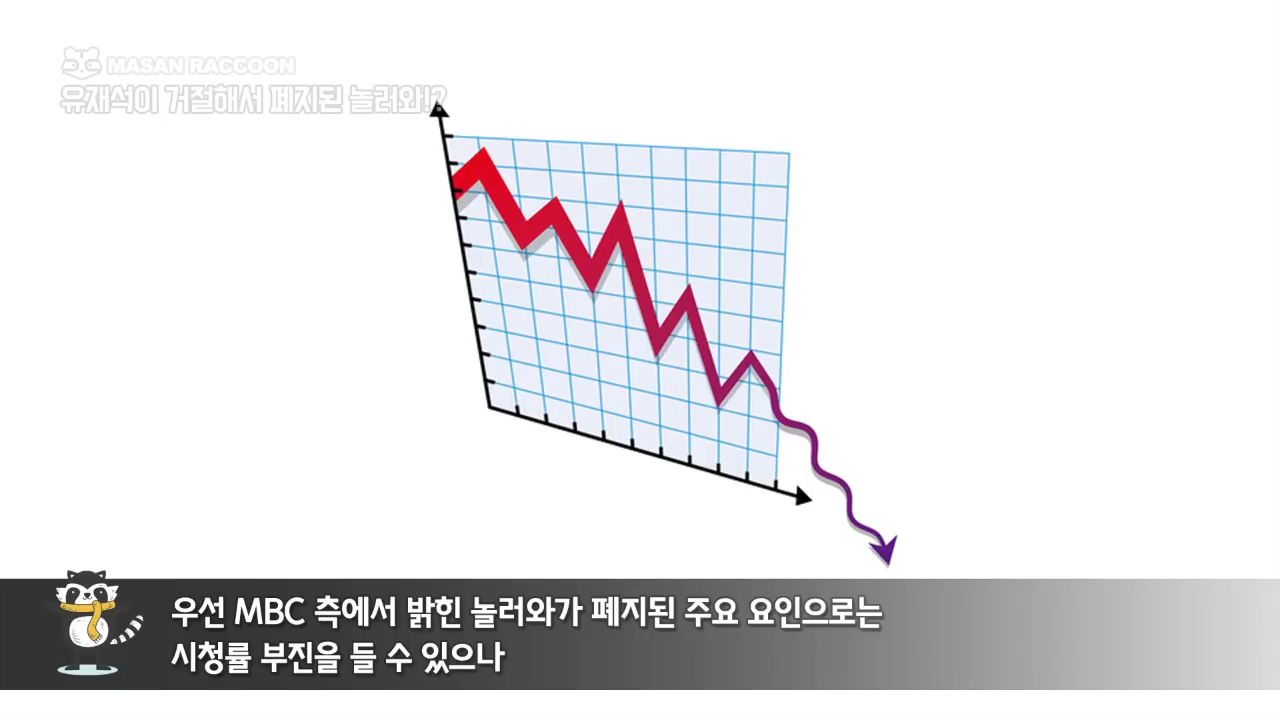 MASAN RACCOON
유재석이 거절해서 폐지된 놀러와!?
우선 MBC 측에서 밝힌 놀러와가 폐지된 주요 요인으로는
시청률 부진을 들 수 있으나